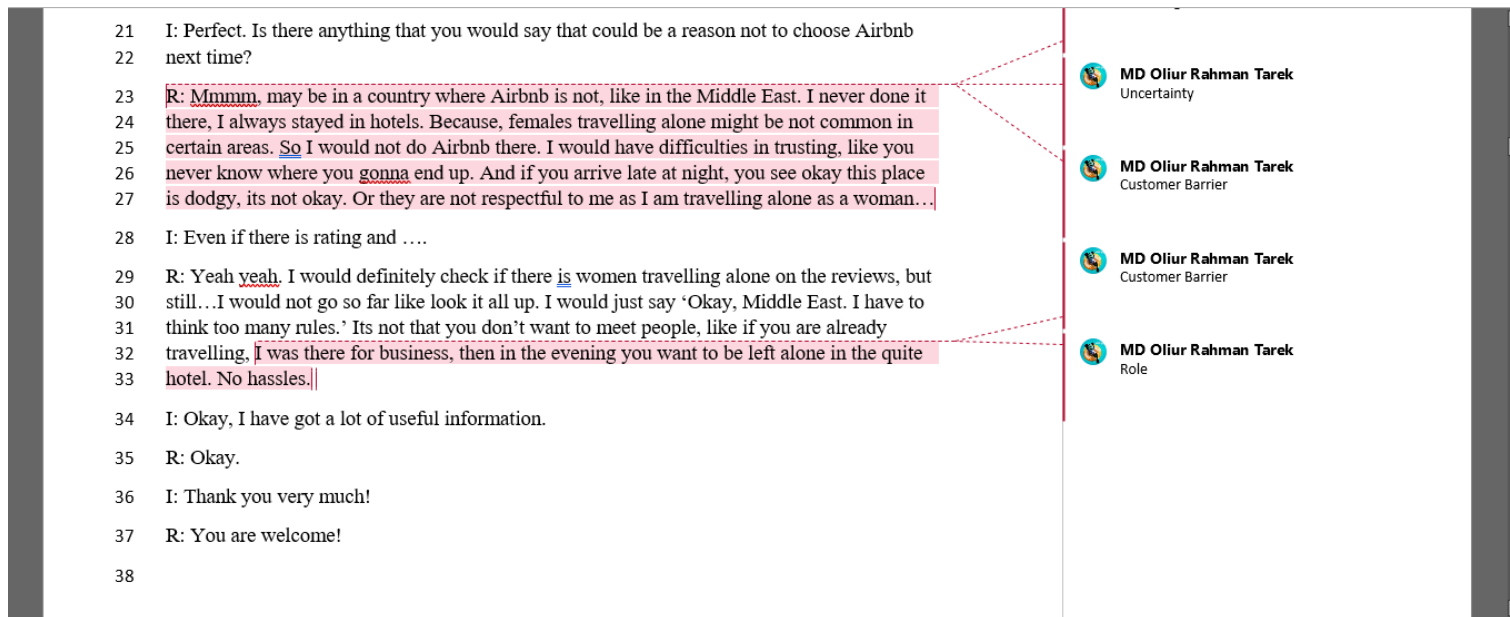 21 I: Perfect. Is there anything that you would say that could be a reason not to choose Airbnb
22 next time?
23 R: Mmmm, may be in a country where Airbnb is not, like in the Middle East. I never done it
24 there, I always stayed in hotels. Because, females travelling alone might be not common in
25 certain areas. So I would not do Airbnb there. I would have difficulties in trusting, like you
26 never know where you gonna end up. And if you arrive late at night, you see okay this place
27 is dodgy, its not okay. Or they are not respectful to me as I am travelling alone as a woman…
28 I: Even if there is rating and ….
29 R: Yeah yeah. I would definitely check if there is women travelling alone on the reviews, but
30 still…I would not go so far like look it all up. I would just say ‘Okay, Middle East. I have to
31 think too many rules.’ Its not that you don’t want to meet people, like if you are already
32 travelling, I was there for business, then in the evening you want to be left alone in the quite
33 hotel. No hassles.
34 I: Okay, I have got a lot of useful information.
35 R: Okay.
36 I: Thank you very much!
37 R: You are welcome!
38
MD Oliur Rahman Tarek
Uncertainty
MD Oliur Rahman Tarek
Customer Barrier
MD Oliur Rahman Tarek
Customer Barrier
MD Oliur Rahman Tarek
Role